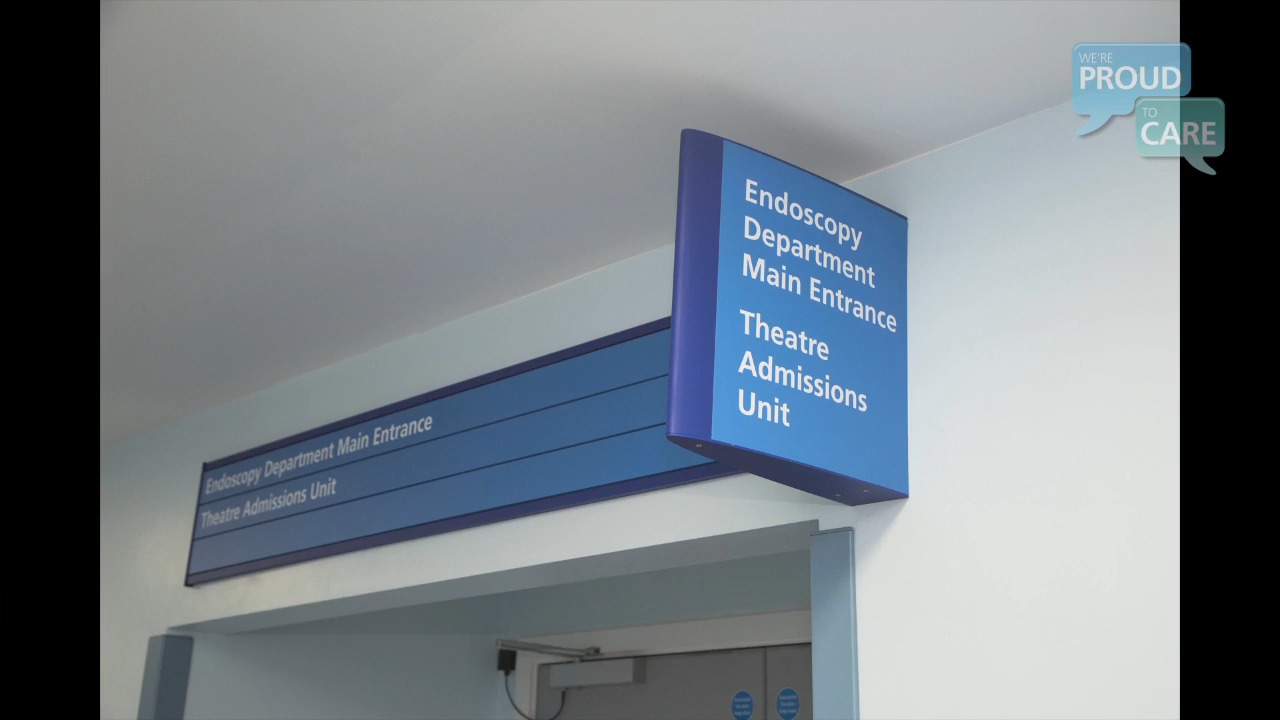 WE'RE
PROUD
TO
CARE
Endoscopy
Department
Main Entrance
Theatre
Admissions
Unit
Endoscopy Department Main Entrance
Theatre Admissions Unit